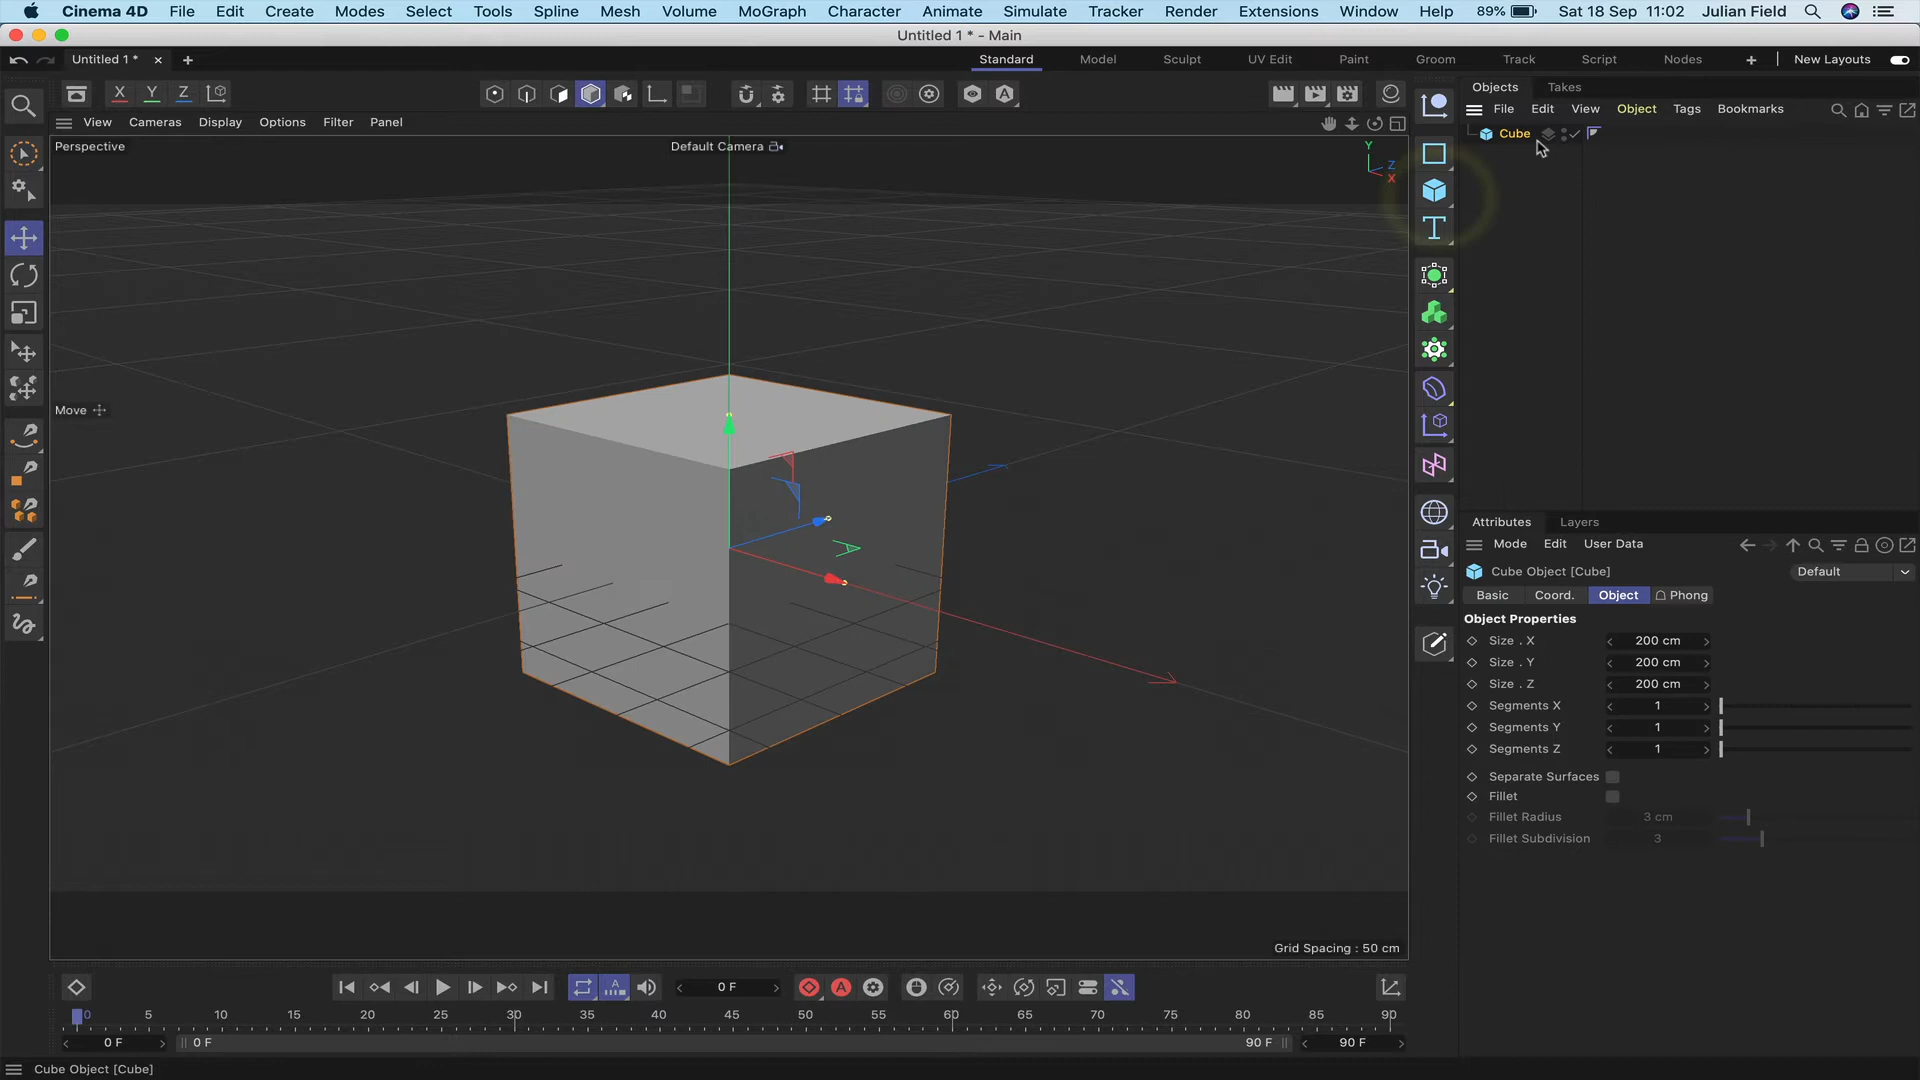 Cinema 4D File Edit Create Modes Select Tools Spline Mesh Volume MoGraph Character Animate Simulate Tracker Render Extensions Window Help 89% Sat 18 Sep 11:02 Julian Field
Untitled 1 * - Main
Untitled 1 * Standard Model Sculpt UV Edit Paint Groom Track Script Nodes New Layouts
Objects Takes
X Y Z A
File Edit View Object Tags Bookmarks
View Cameras Display Options Filter Panel
Cube
Perspective Default Camera
Y
Z
X
T
Move
Attributes Layers
Mode Edit User Data
Cube Object [Cube] Default
Basic Coord. Object Phong
Object Properties
Size . X 200 cm
Size . Y 200 cm
Size . Z 200 cm
Segments X 1
Segments Y 1
Segments Z 1
Separate Surfaces
Fillet
Fillet Radius 3 cm
Fillet Subdivision 3
Grid Spacing : 50 cm
A 0 F A
0 5 10 15 20 25 30 35 40 45 50 55 60 65 70 75 80 85 90
0 F 0 F 90 F 90 F
Cube Object [Cube]